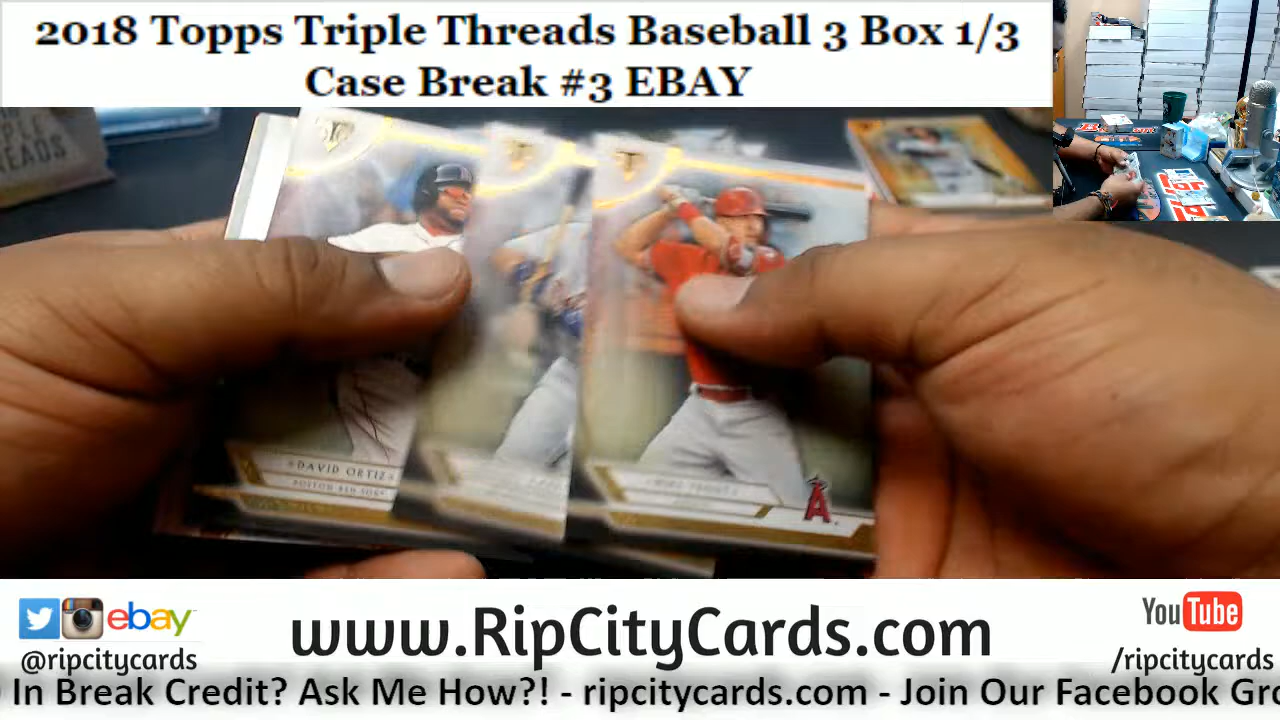 2018 Topps Triple Threads Baseball 3 Box 1/3
Case Break #3 EBAY
READS
DAVID ORTIZ
BOSTON RED SOX
A
ebay
@ripcitycards
www.RipCityCards.com
YouTube
/ripcitycards
In Break Credit? Ask Me How?! - ripcitycards.com - Join Our Facebook Gro